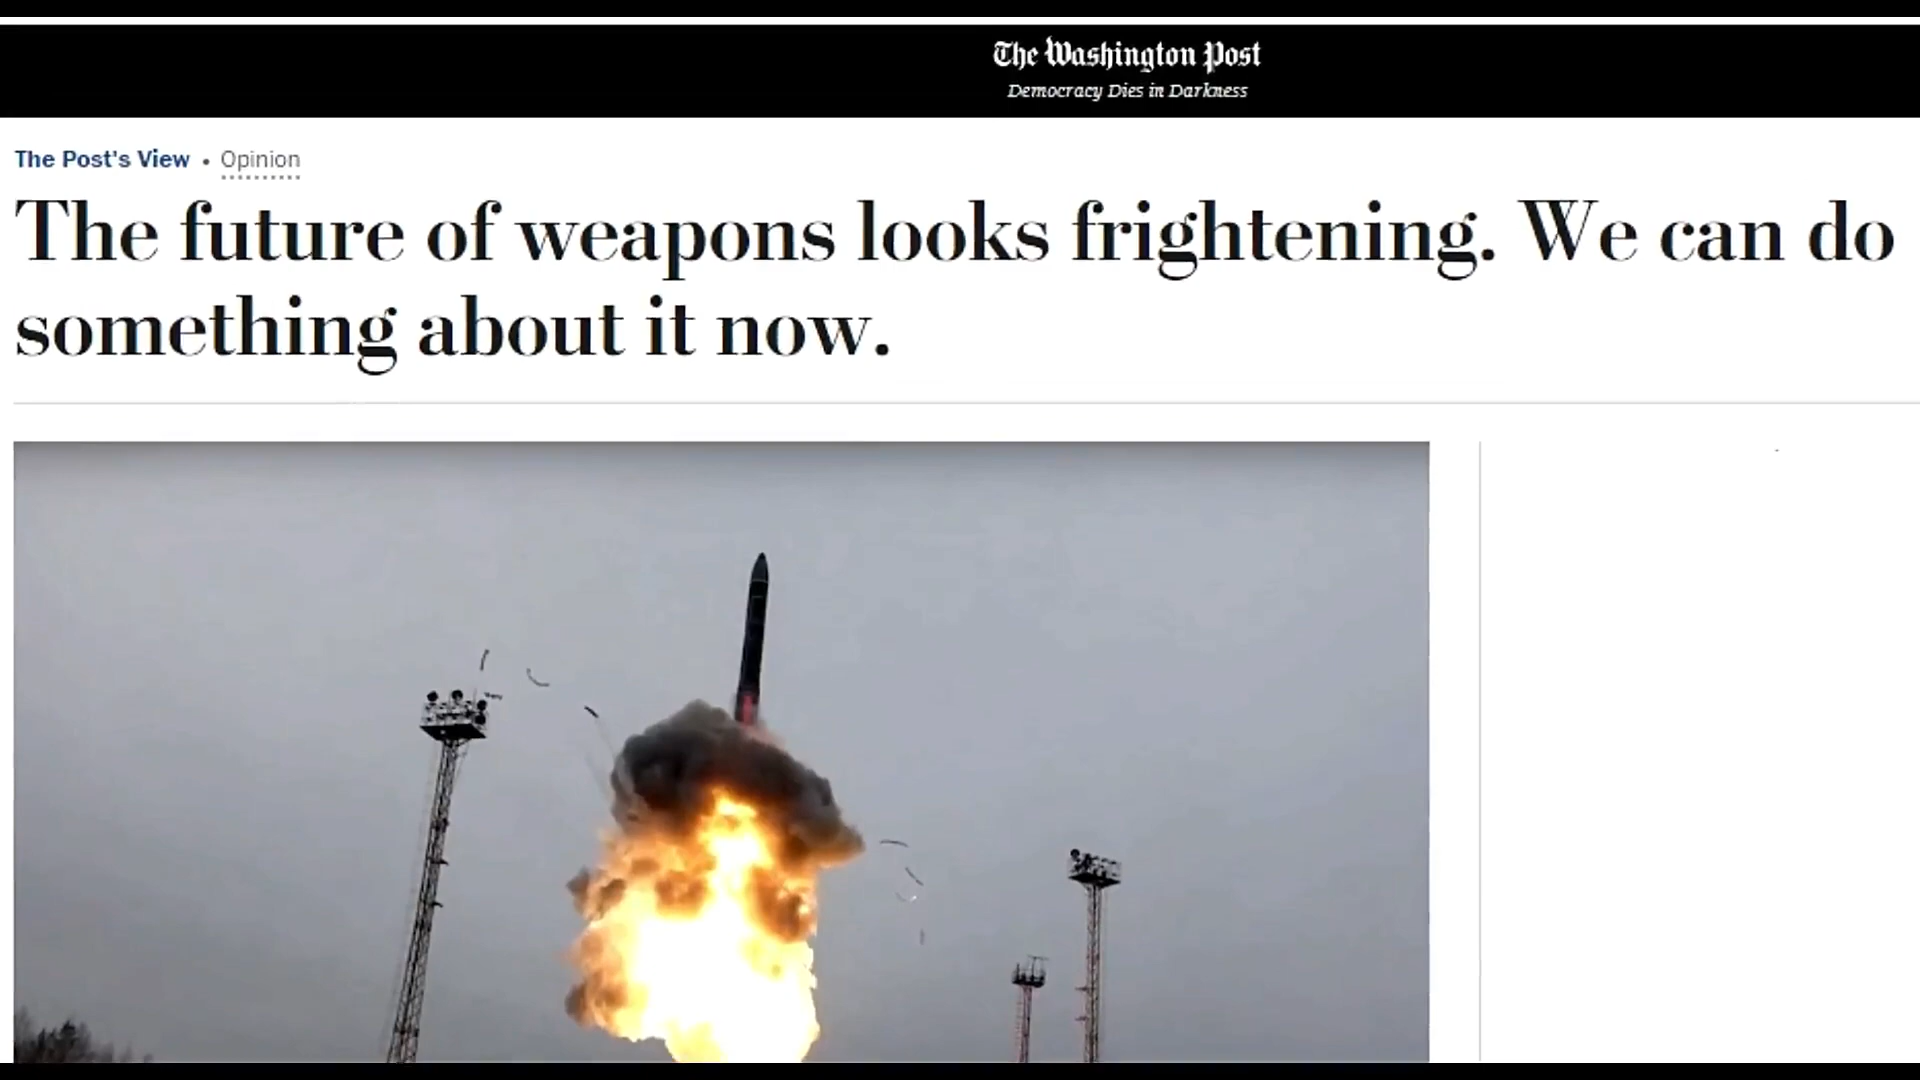 The Washington Post
Democracy Dies in Darkness
The Post's View • Opinion
The future of weapons looks frightening. We can do
something about it now.